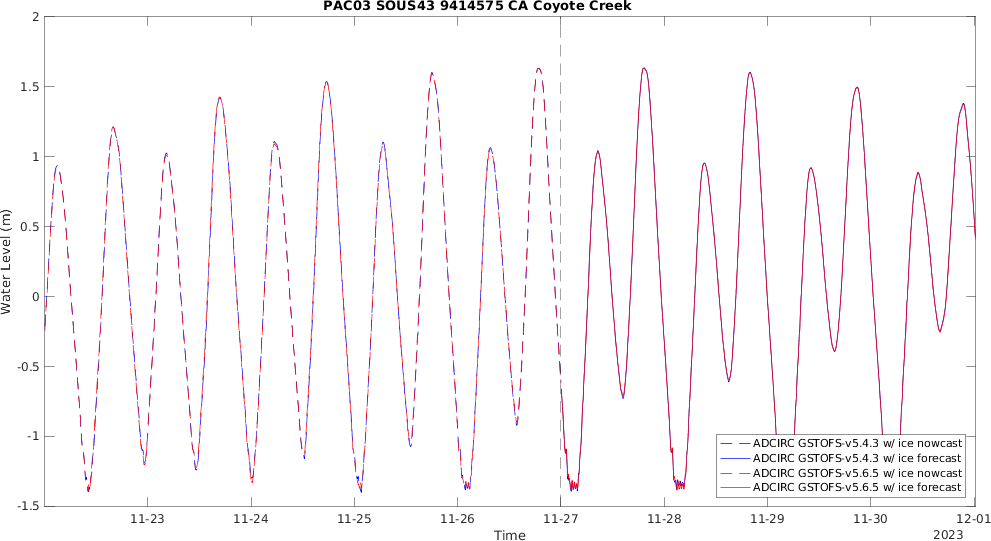 PAC03 SOUS43 9414575 CA Coyote Creek
2
1.5
1
0.5
0
-0.5
-1
-1.5
Water Level (m)
ADCIRC GSTOFS-v5.4.3 w/ ice nowcast
ADCIRC GSTOFS-v5.4.3 w/ ice forecast
ADCIRC GSTOFS-v5.6.5 w/ ice nowcast
ADCIRC GSTOFS-v5.6.5 w/ ice forecast
11-23 11-24 11-25 11-26 11-27 11-28 11-29 11-30 12-01
Time
2023